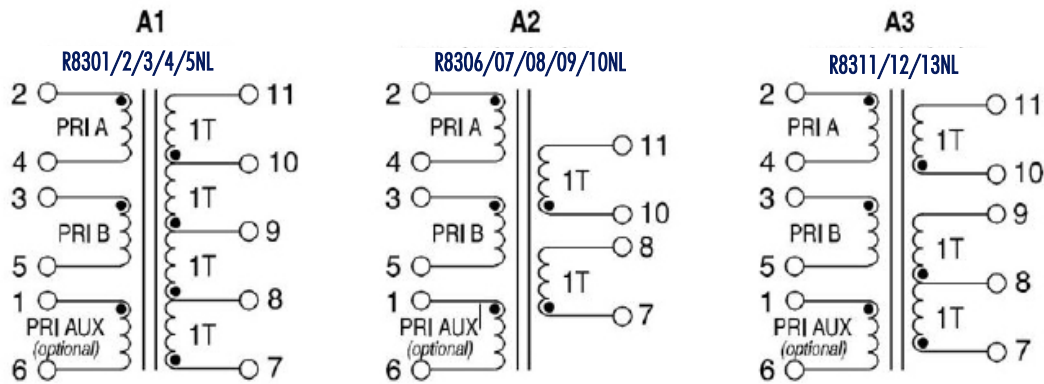 A1
R8301/2/3/4/5NL
2
11
PRI A
1T
4
10
3
1T
PRI B
9
5
1T
1
8
PRI AUX
(optional)
1T
6
7
A2
R8306/07/08/09/10NL
2
PRI A
11
4
1T
3
10
PRI B
8
5
1T
1
7
PRI AUX
(optional)
6
A3
R8311/12/13NL
2
11
PRI A
1T
4
10
3
9
PRI B
1T
5
8
1
PRI AUX
1T
(optional)
7
6